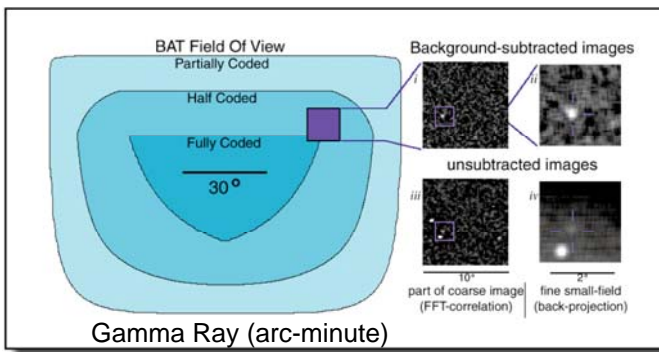 BAT Field Of View
Partially Coded
Half Coded
Fully Coded
30°
Background-subtracted images
i
ii
unsubtracted images
iii
iv
10°
2°
part of coarse image
(FFT-correlation)
fine small-field
(back-projection)
Gamma Ray (arc-minute)